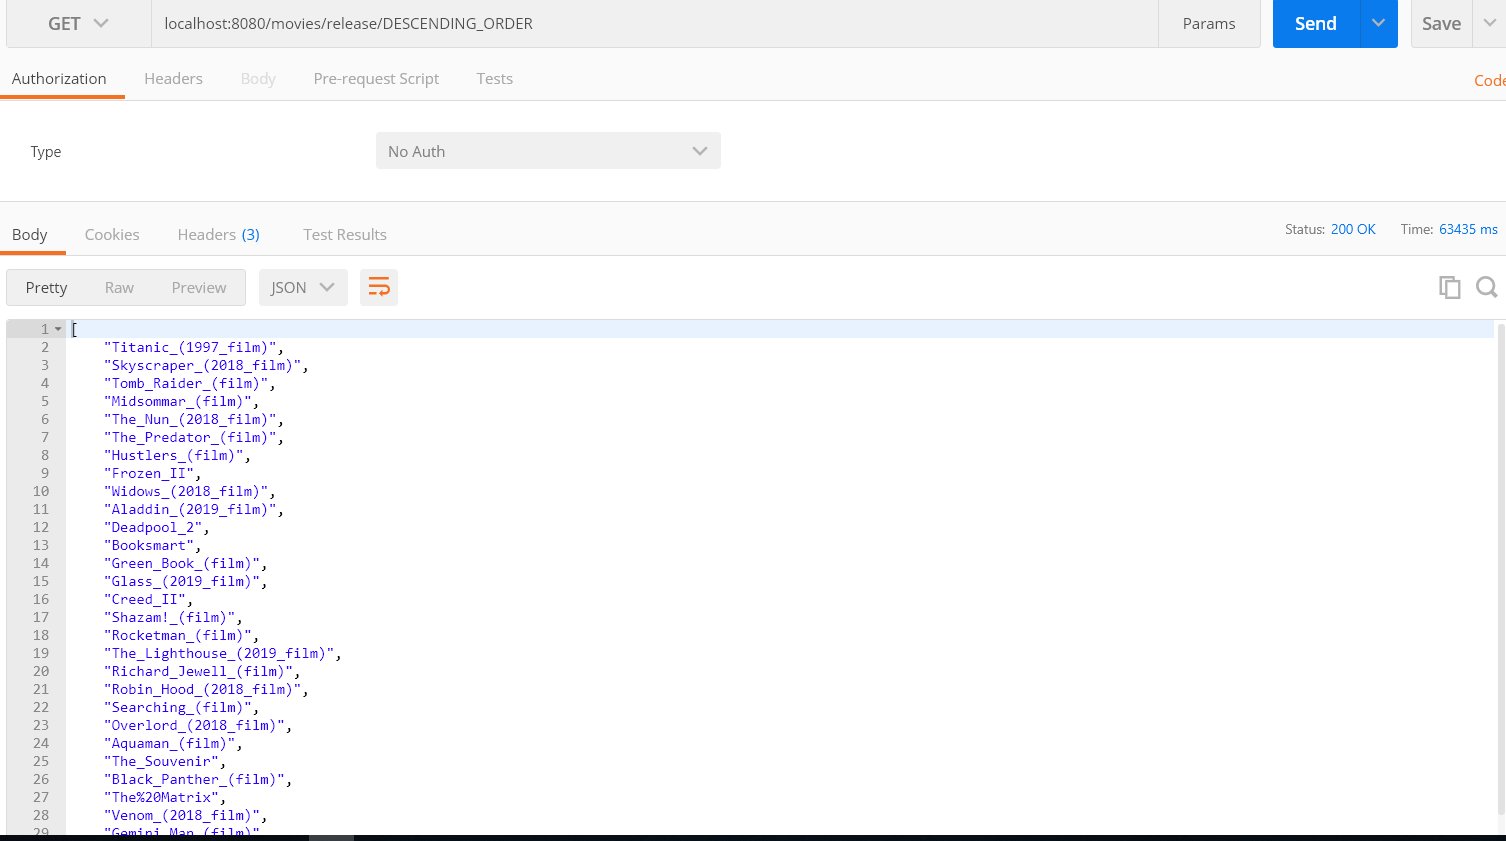 GET localhost:8080/movies/release/DESCENDING_ORDER Params Send Save
Authorization Headers Body Pre-request Script Tests Code
Type No Auth
Body Cookies Headers (3) Test Results Status: 200 OK Time: 63435 ms
Pretty Raw Preview JSON
1 [
2 "Titanic_(1997_film)",
3 "Skyscraper_(2018_film)",
4 "Tomb_Raider_(film)",
5 "Midsommar_(film)",
6 "The_Nun_(2018_film)",
7 "The_Predator_(film)",
8 "Hustlers_(film)",
9 "Frozen_II",
10 "Widows_(2018_film)",
11 "Aladdin_(2019_film)",
12 "Deadpool_2",
13 "Booksmart",
14 "Green_Book_(film)",
15 "Glass_(2019_film)",
16 "Creed_II",
17 "Shazam!_(film)",
18 "Rocketman_(film)",
19 "The_Lighthouse_(2019_film)",
20 "Richard_Jewell_(film)",
21 "Robin_Hood_(2018_film)",
22 "Searching_(film)",
23 "Overlord_(2018_film)",
24 "Aquaman_(film)",
25 "The_Souvenir",
26 "Black_Panther_(film)",
27 "The%20Matrix",
28 "Venom_(2018_film)",
29 "Gemini_Man_(film)"